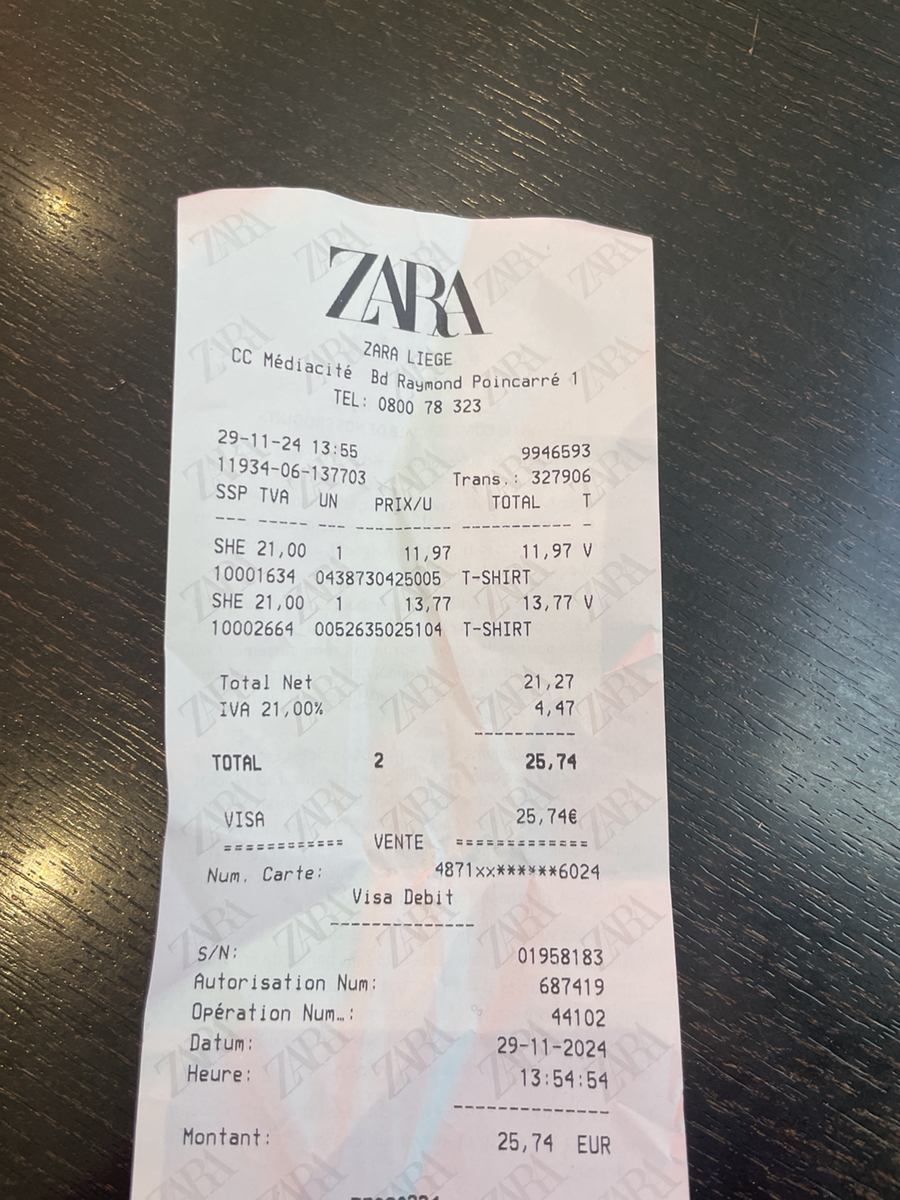 ZARA
ZARA LIEGE
CC Médiacité Bd Raymond Poincarré 1
TEL: 0800 78 323
29-11-24 13:55 9946593
11934-06-137703 Trans.: 327906
SSP TVA UN PRIX/U TOTAL T
--- ----- --- ----------- ----------- -
SHE 21,00 1 11,97 11,97 V
10001634 0438730425005 T-SHIRT
SHE 21,00 1 13,77 13,77 V
10002664 0052635025104 T-SHIRT
Total Net 21,27
IVA 21,00% 4,47
----------
TOTAL 2 25,74
VISA 25,74€
============ VENTE =============
Num. Carte: 4871xx******6024
Visa Debit
--------------
S/N: 01958183
Autorisation Num: 687419
Opération Num…: 44102
Datum: 29-11-2024
Heure: 13:54:54
--------------
Montant: 25,74 EUR